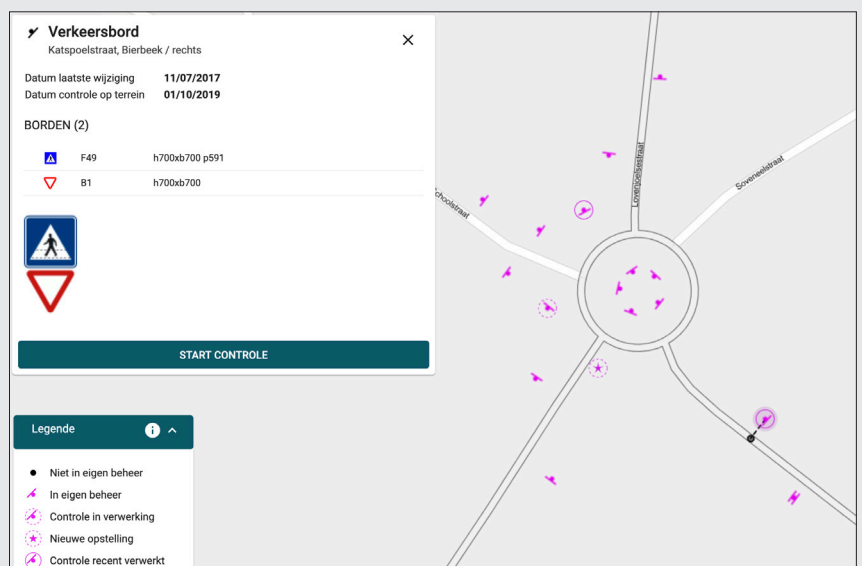 Verkeersbord
Katspoelstraat, Bierbeek / rechts
Datum laatste wijziging 11/07/2017
Datum controle op terrein 01/10/2019
BORDEN (2)
F49 h700xb700 p591
B1 h700xb700
START CONTROLE
Legende
Niet in eigen beheer
In eigen beheer
Controle in verwerking
Nieuwe opstelling
Controle recent verwerkt
Schoolstraat
Lovenjoelsestraat
Soveneelstraat